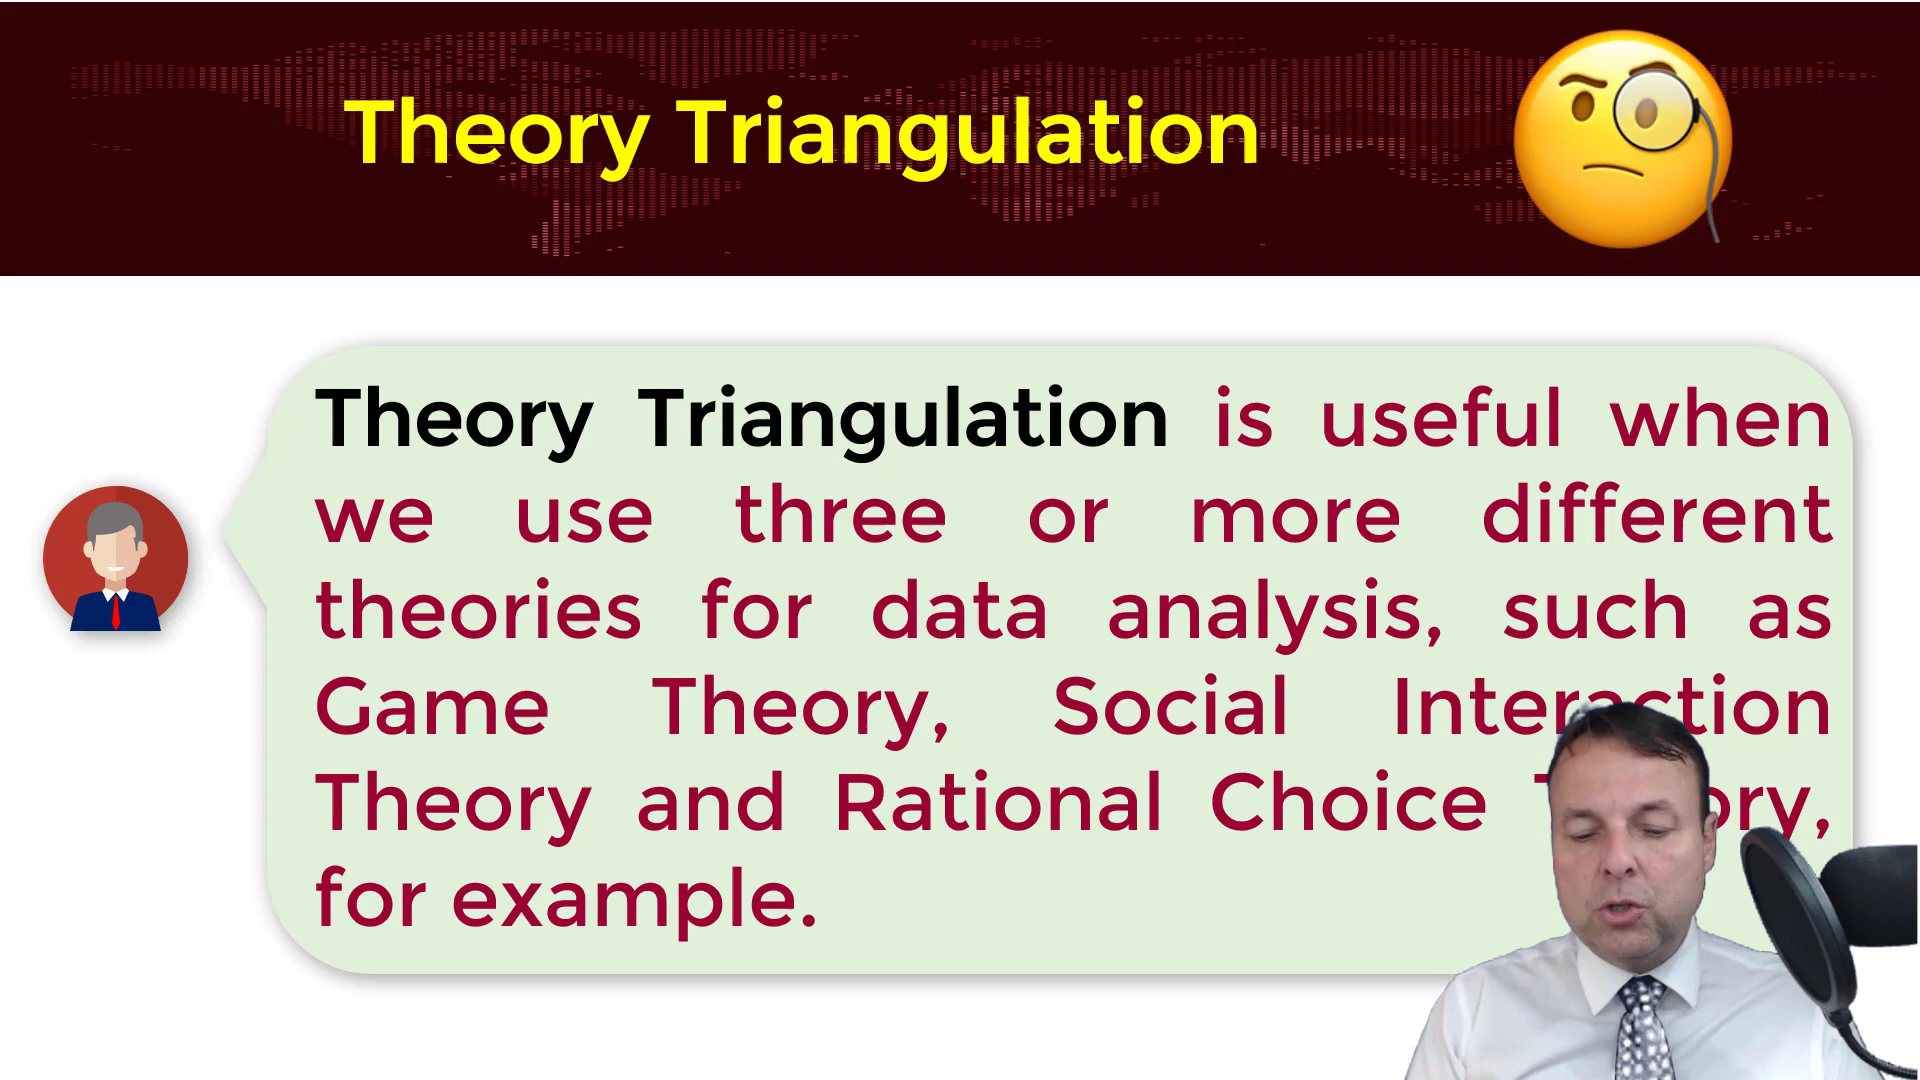 Theory Triangulation
Theory Triangulation is useful when
we use three or more different
theories for data analysis, such as
Game Theory, Social Interaction
Theory and Rational Choice Theory,
for example.